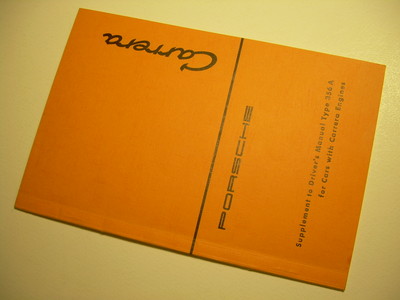 Carrera
PORSCHE
Supplement to Driver's Manual Type 356 A
for Cars with Carrera Engines